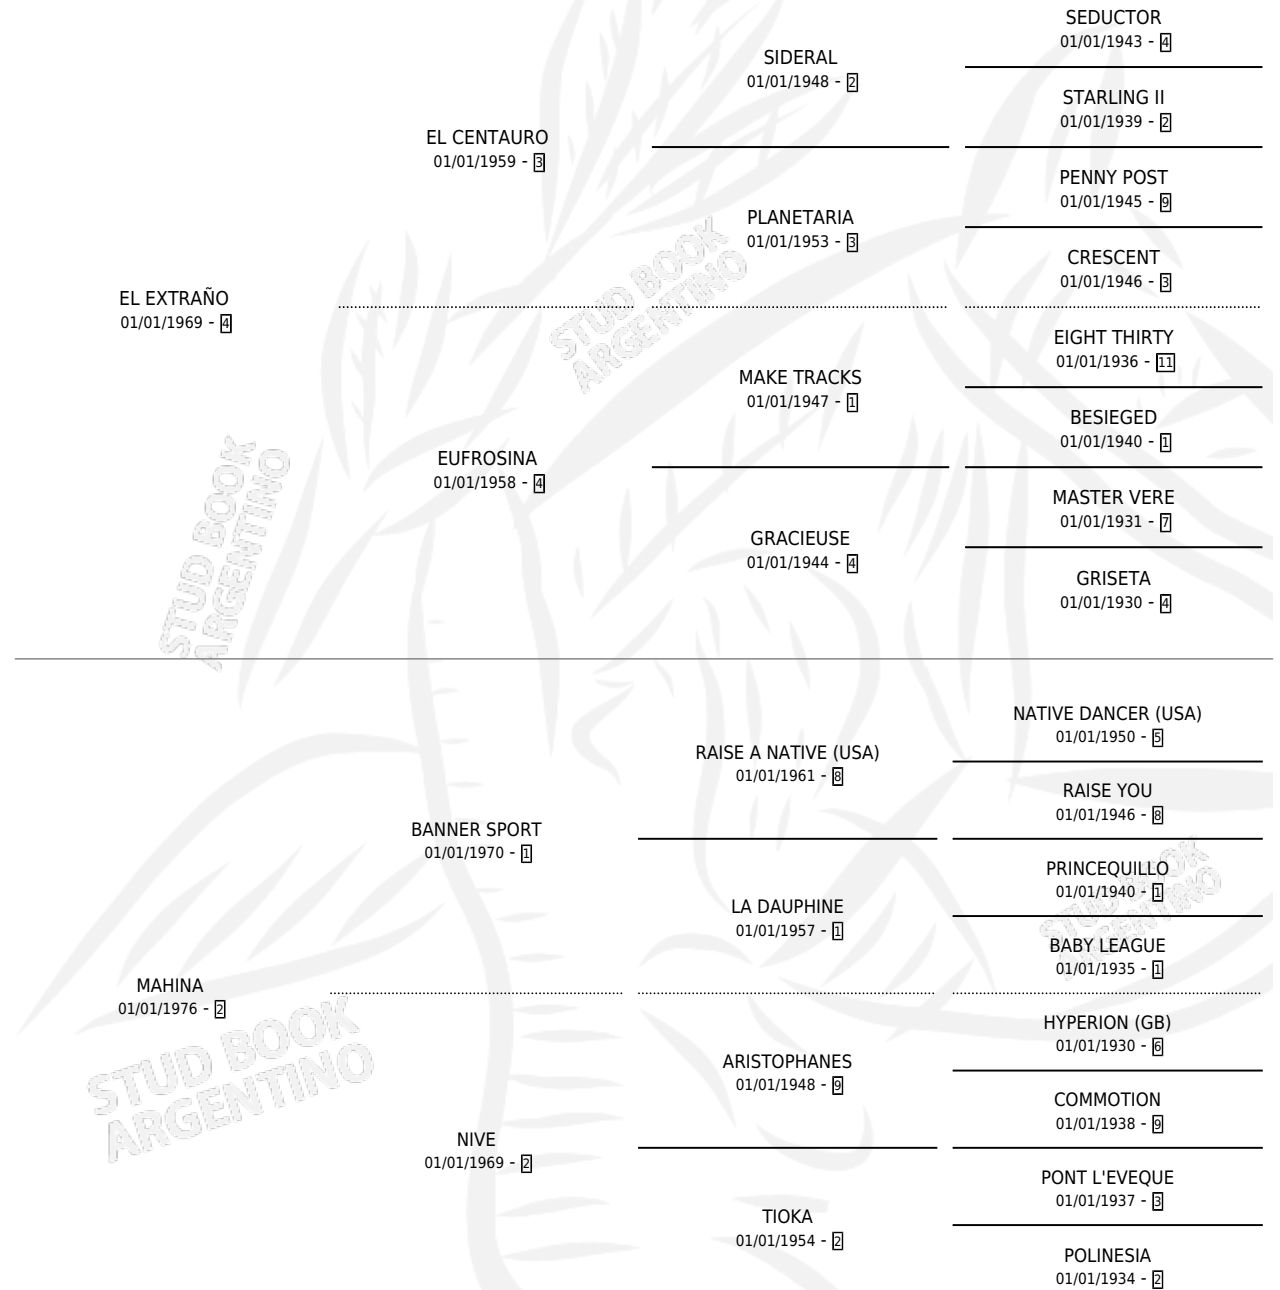 SEDUCTOR
01/01/1943 - 4
SIDERAL
01/01/1948 - 2
STARLING II
01/01/1939 - 2
EL CENTAURO
01/01/1959 - 3
PENNY POST
01/01/1945 - 9
PLANETARIA
01/01/1953 - 3
CRESCENT
01/01/1946 - 3
EL EXTRAÑO
01/01/1969 - 4
EIGHT THIRTY
01/01/1936 - 11
MAKE TRACKS
01/01/1947 - 1
BESIEGED
01/01/1940 - 1
EUFROSINA
01/01/1958 - 4
MASTER VERE
01/01/1931 - 7
GRACIEUSE
01/01/1944 - 4
GRISETA
01/01/1930 - 4
STUD BOOK
ARGENTINO
STUD BOOK
ARGENTINO
NATIVE DANCER (USA)
01/01/1950 - 5
RAISE A NATIVE (USA)
01/01/1961 - 8
RAISE YOU
01/01/1946 - 8
BANNER SPORT
01/01/1970 - 1
PRINCEQUILLO
01/01/1940 - 1
LA DAUPHINE
01/01/1957 - 1
BABY LEAGUE
01/01/1935 - 1
MAHINA
01/01/1976 - 2
HYPERION (GB)
01/01/1930 - 6
ARISTOPHANES
01/01/1948 - 9
COMMOTION
01/01/1938 - 9
NIVE
01/01/1969 - 2
PONT L'EVEQUE
01/01/1937 - 3
TIOKA
01/01/1954 - 2
POLINESIA
01/01/1934 - 2
STUD BOOK
ARGENTINO
STUD BOOK
ARGENTINO